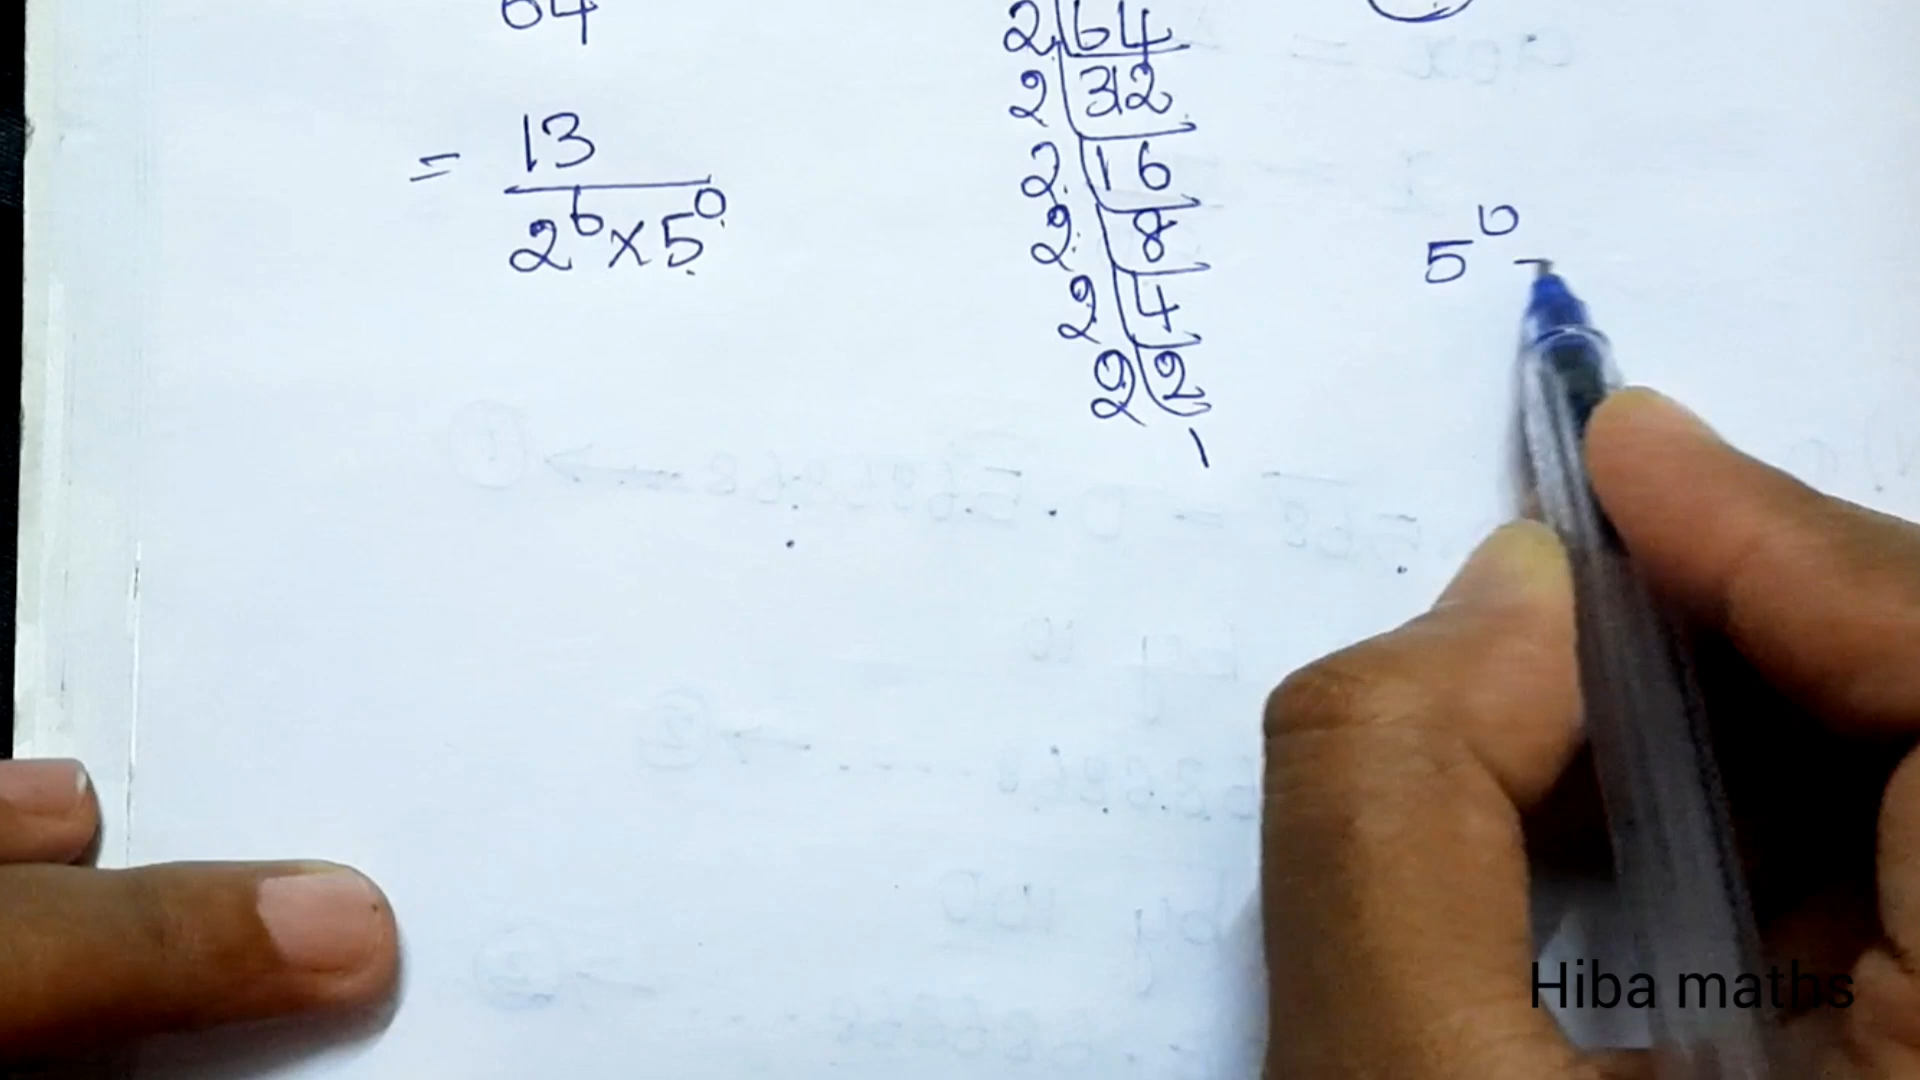 64
= 13
2⁶ × 5⁰
2 | 64
2 | 32
2 | 16
2 | 8
2 | 4
2 | 2
1
5⁰
Hiba maths